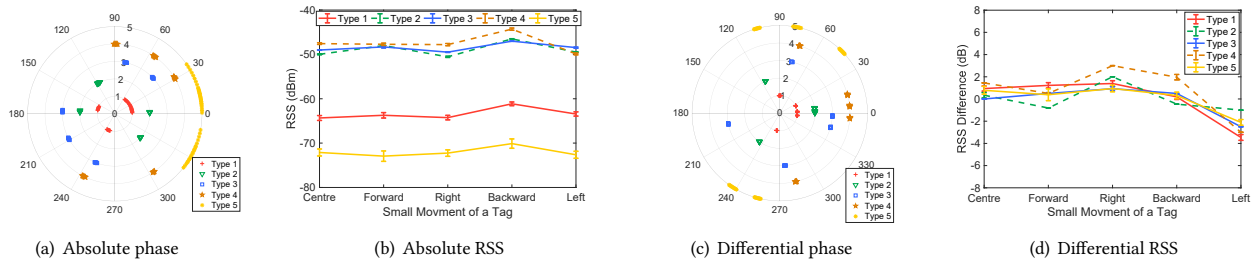 90
120
60
5
4
150
3
30
2
1
180
0
0
210
330
240
300
270
Type 1
Type 2
Type 3
Type 4
Type 5
(a) Absolute phase
-40
-50
-60
-70
-80
RSS (dBm)
Type 1 Type 2 Type 3 Type 4 Type 5
Centre Forward Right Backward Left
Small Movment of a Tag
(b) Absolute RSS
90
120
60
5
4
150
3
30
2
1
180
0
0
210
330
240
300
270
Type 1
Type 2
Type 3
Type 4
Type 5
(c) Differential phase
8
6
4
2
0
-2
-4
-6
-8
RSS Difference (dB)
Type 1
Type 2
Type 3
Type 4
Type 5
Centre Forward Right Backward Left
Small Movment of a Tag
(d) Differential RSS